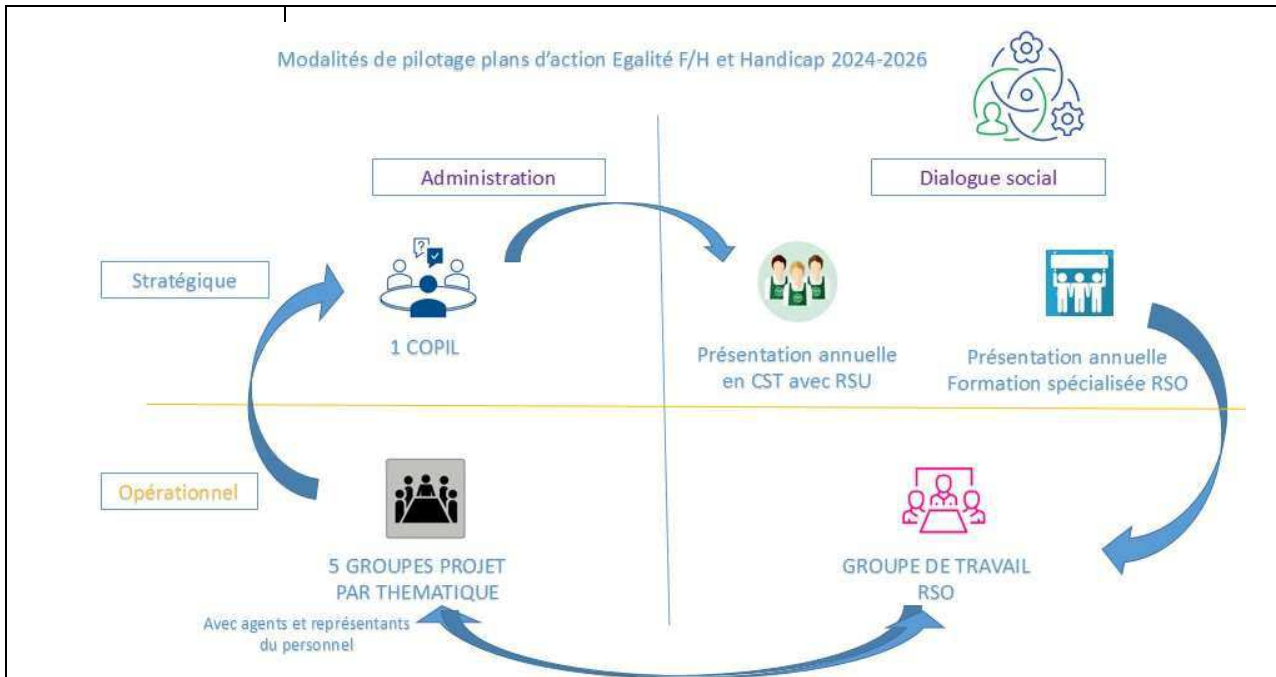 Modalités de pilotage plans d'action Egalité F/H et Handicap 2024-2026
Administration
Dialogue social
Stratégique
1 COPIL
Présentation annuelle
en CST avec RSU
Présentation annuelle
Formation spécialisée RSO
Opérationnel
5 GROUPES PROJET
PAR THEMATIQUE
Avec agents et représentants
du personnel
GROUPE DE TRAVAIL
RSO